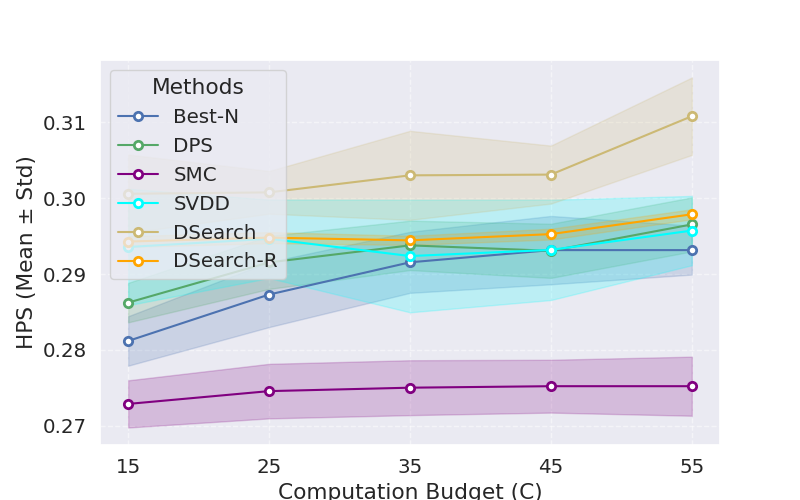 Methods
Best-N
DPS
SMC
SVDD
DSearch
DSearch-R
HPS (Mean ± Std)
0.31
0.30
0.29
0.28
0.27
15 25 35 45 55
Computation Budget (C)